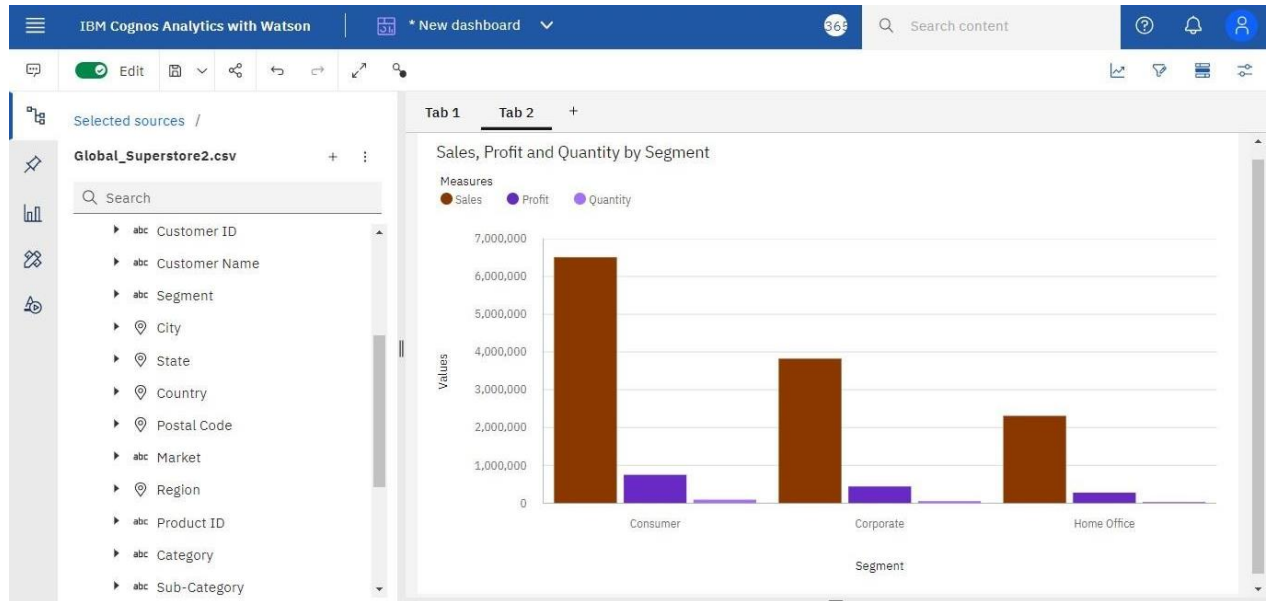 IBM Cognos Analytics with Watson
* New dashboard
365
Search content
Edit
Selected sources /
Global_Superstore2.csv
Search
abc Customer ID
abc Customer Name
abc Segment
City
State
Country
Postal Code
abc Market
Region
abc Product ID
abc Category
abc Sub-Category
Tab 1 Tab 2 +
Sales, Profit and Quantity by Segment
Measures
Sales Profit Quantity
7,000,000
6,000,000
5,000,000
4,000,000
3,000,000
2,000,000
1,000,000
0
Values
Consumer Corporate Home Office
Segment